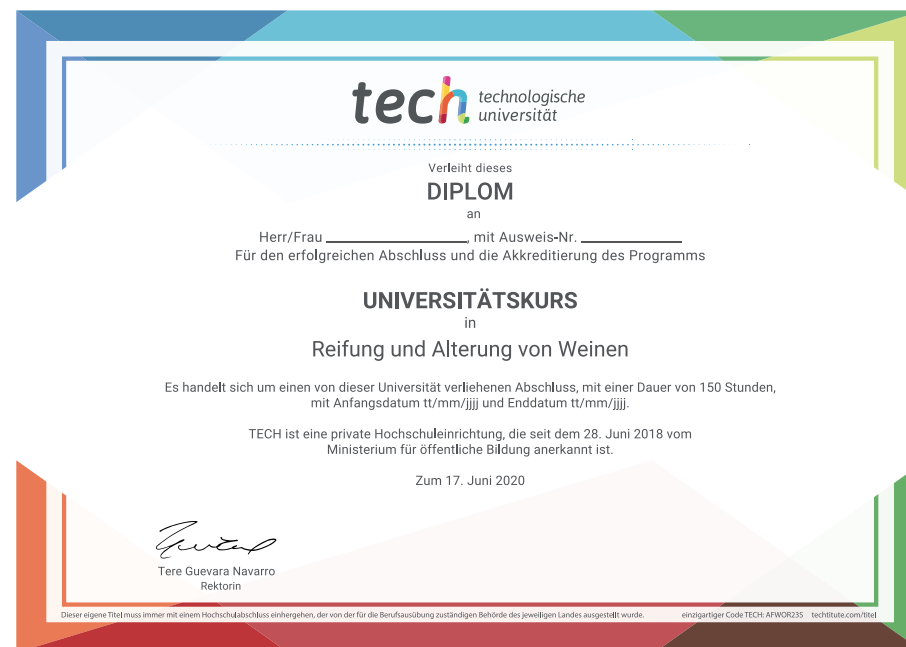 tech technologische
universität
Verleiht dieses
DIPLOM
an
Herr/Frau ____________, mit Ausweis-Nr. ____________
Für den erfolgreichen Abschluss und die Akkreditierung des Programms
UNIVERSITÄTSKURS
in
Reifung und Alterung von Weinen
Es handelt sich um einen von dieser Universität verliehenen Abschluss, mit einer Dauer von 150 Stunden,
mit Anfangsdatum tt/mm/jjjj und Enddatum tt/mm/jjjj.
TECH ist eine private Hochschuleinrichtung, die seit dem 28. Juni 2018 vom
Ministerium für öffentliche Bildung anerkannt ist.
Zum 17. Juni 2020
Tere Guevara Navarro
Rektorin
Dieser eigene Titel muss immer mit einem Hochschulabschluss einhergehen, der von der für die Berufsausübung zuständigen Behörde des jeweiligen Landes ausgestellt wurde. einzigartiger Code TECH: AFWOR235 techtitute.com/titel